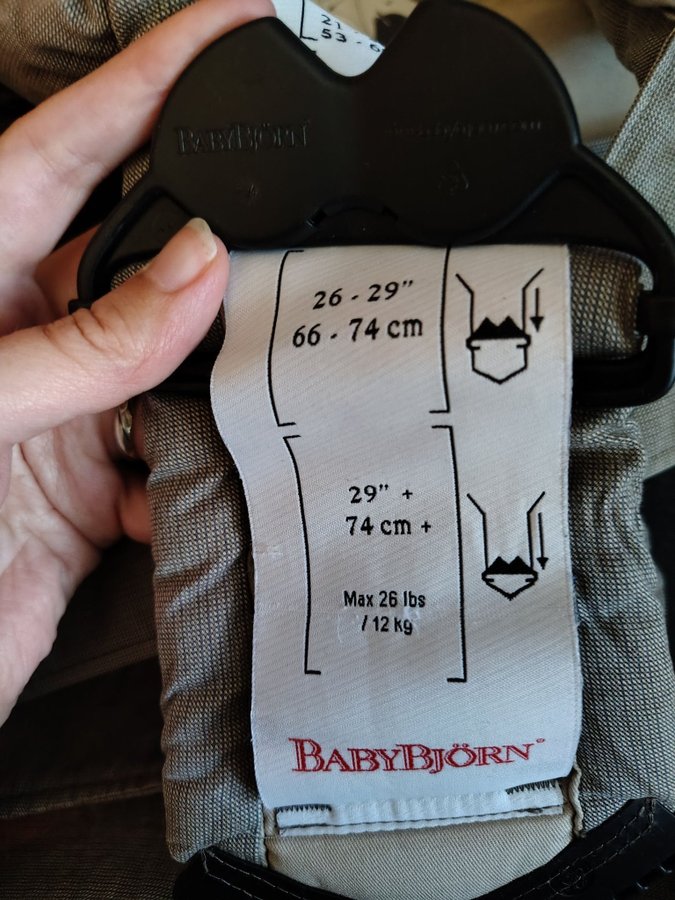 BABYBJÖRN
26 - 29"
66 - 74 cm
29" +
74 cm +
Max 26 lbs
/ 12 kg
BABYBJÖRN